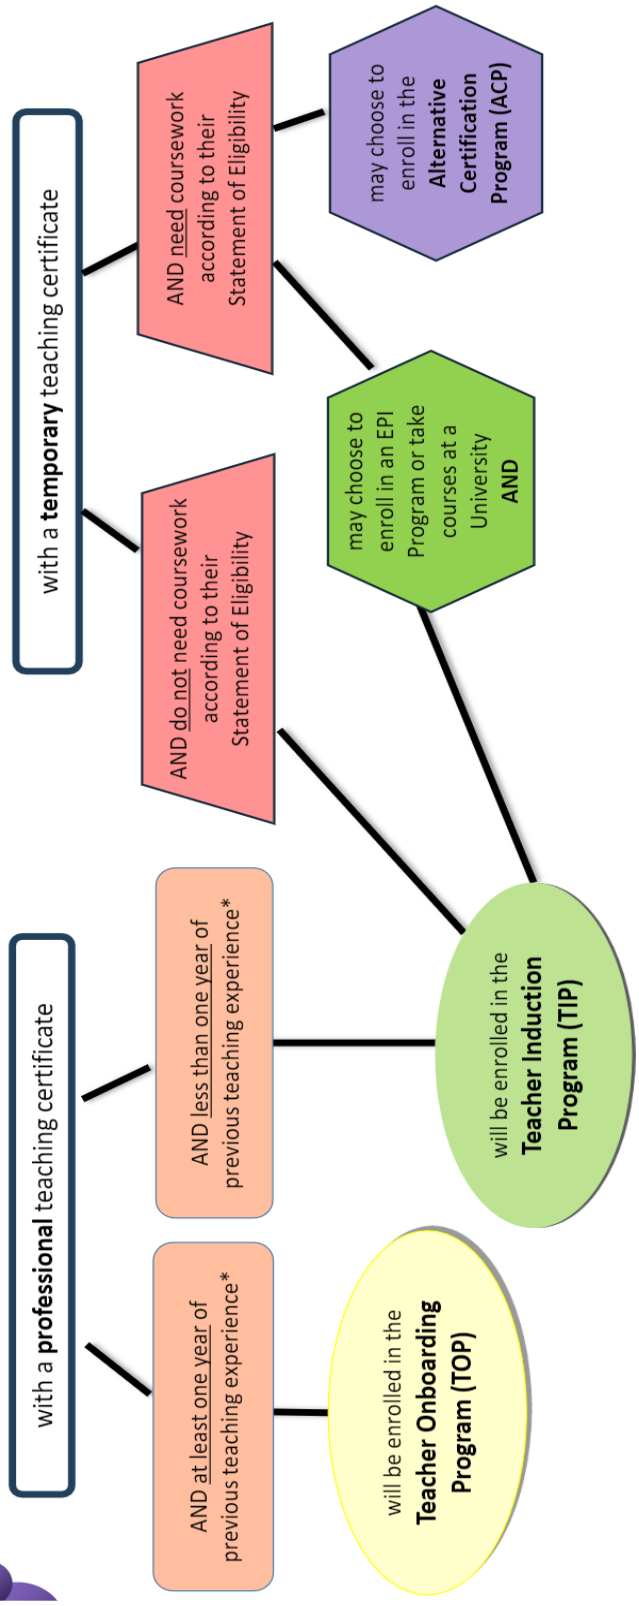 with a professional teaching certificate
with a temporary teaching certificate
AND at least one year of
previous teaching experience*
AND less than one year of
previous teaching experience*
AND do not need coursework
according to their
Statement of Eligibility
AND need coursework
according to their
Statement of Eligibility
will be enrolled in the
Teacher Onboarding
Program (TOP)
will be enrolled in the
Teacher Induction
Program (TIP)
may choose to
enroll in an EPI
Program or take
courses at a
University
AND
may choose to
enroll in the
Alternative
Certification
Program (ACP)